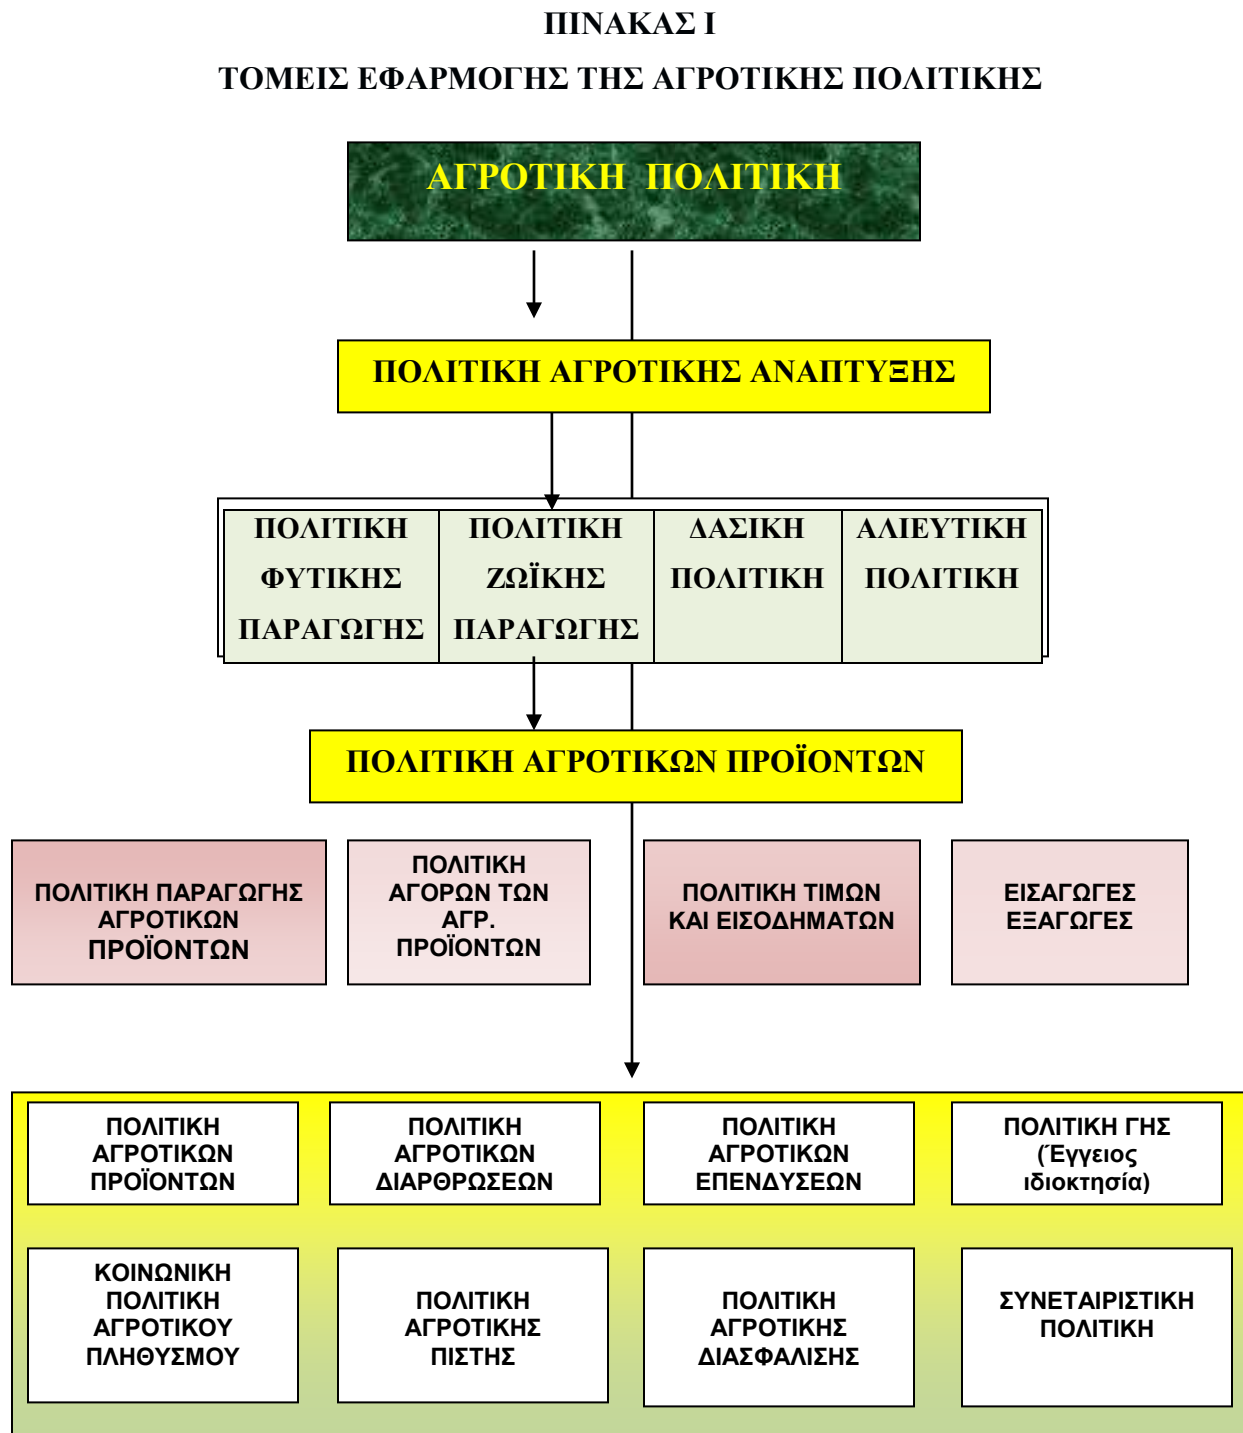 ΠΙΝΑΚΑΣ Ι
ΤΟΜΕΙΣ ΕΦΑΡΜΟΓΗΣ ΤΗΣ ΑΓΡΟΤΙΚΗΣ ΠΟΛΙΤΙΚΗΣ
ΑΓΡΟΤΙΚΗ ΠΟΛΙΤΙΚΗ
ΠΟΛΙΤΙΚΗ ΑΓΡΟΤΙΚΗΣ ΑΝΑΠΤΥΞΗΣ
ΠΟΛΙΤΙΚΗ
ΦΥΤΙΚΗΣ
ΠΑΡΑΓΩΓΗΣ
ΠΟΛΙΤΙΚΗ
ΖΩΪΚΗΣ
ΠΑΡΑΓΩΓΗΣ
ΔΑΣΙΚΗ
ΠΟΛΙΤΙΚΗ
ΑΛΙΕΥΤΙΚΗ
ΠΟΛΙΤΙΚΗ
ΠΟΛΙΤΙΚΗ ΑΓΡΟΤΙΚΩΝ ΠΡΟΪΟΝΤΩΝ
ΠΟΛΙΤΙΚΗ ΠΑΡΑΓΩΓΗΣ
ΑΓΡΟΤΙΚΩΝ
ΠΡΟΪΟΝΤΩΝ
ΠΟΛΙΤΙΚΗ
ΑΓΟΡΩΝ ΤΩΝ
ΑΓΡ.
ΠΡΟΪΟΝΤΩΝ
ΠΟΛΙΤΙΚΗ ΤΙΜΩΝ
ΚΑΙ ΕΙΣΟΔΗΜΑΤΩΝ
ΕΙΣΑΓΩΓΕΣ
ΕΞΑΓΩΓΕΣ
ΠΟΛΙΤΙΚΗ
ΑΓΡΟΤΙΚΩΝ
ΠΡΟΪΟΝΤΩΝ
ΠΟΛΙΤΙΚΗ
ΑΓΡΟΤΙΚΩΝ
ΔΙΑΡΘΡΩΣΕΩΝ
ΠΟΛΙΤΙΚΗ
ΑΓΡΟΤΙΚΩΝ
ΕΠΕΝΔΥΣΕΩΝ
ΠΟΛΙΤΙΚΗ ΓΗΣ
(Έγγειος
ιδιοκτησία)
ΚΟΙΝΩΝΙΚΗ
ΠΟΛΙΤΙΚΗ
ΑΓΡΟΤΙΚΟΥ
ΠΛΗΘΥΣΜΟΥ
ΠΟΛΙΤΙΚΗ
ΑΓΡΟΤΙΚΗΣ
ΠΙΣΤΗΣ
ΠΟΛΙΤΙΚΗ
ΑΓΡΟΤΙΚΗΣ
ΔΙΑΣΦΑΛΙΣΗΣ
ΣΥΝΕΤΑΙΡΙΣΤΙΚΗ
ΠΟΛΙΤΙΚΗ